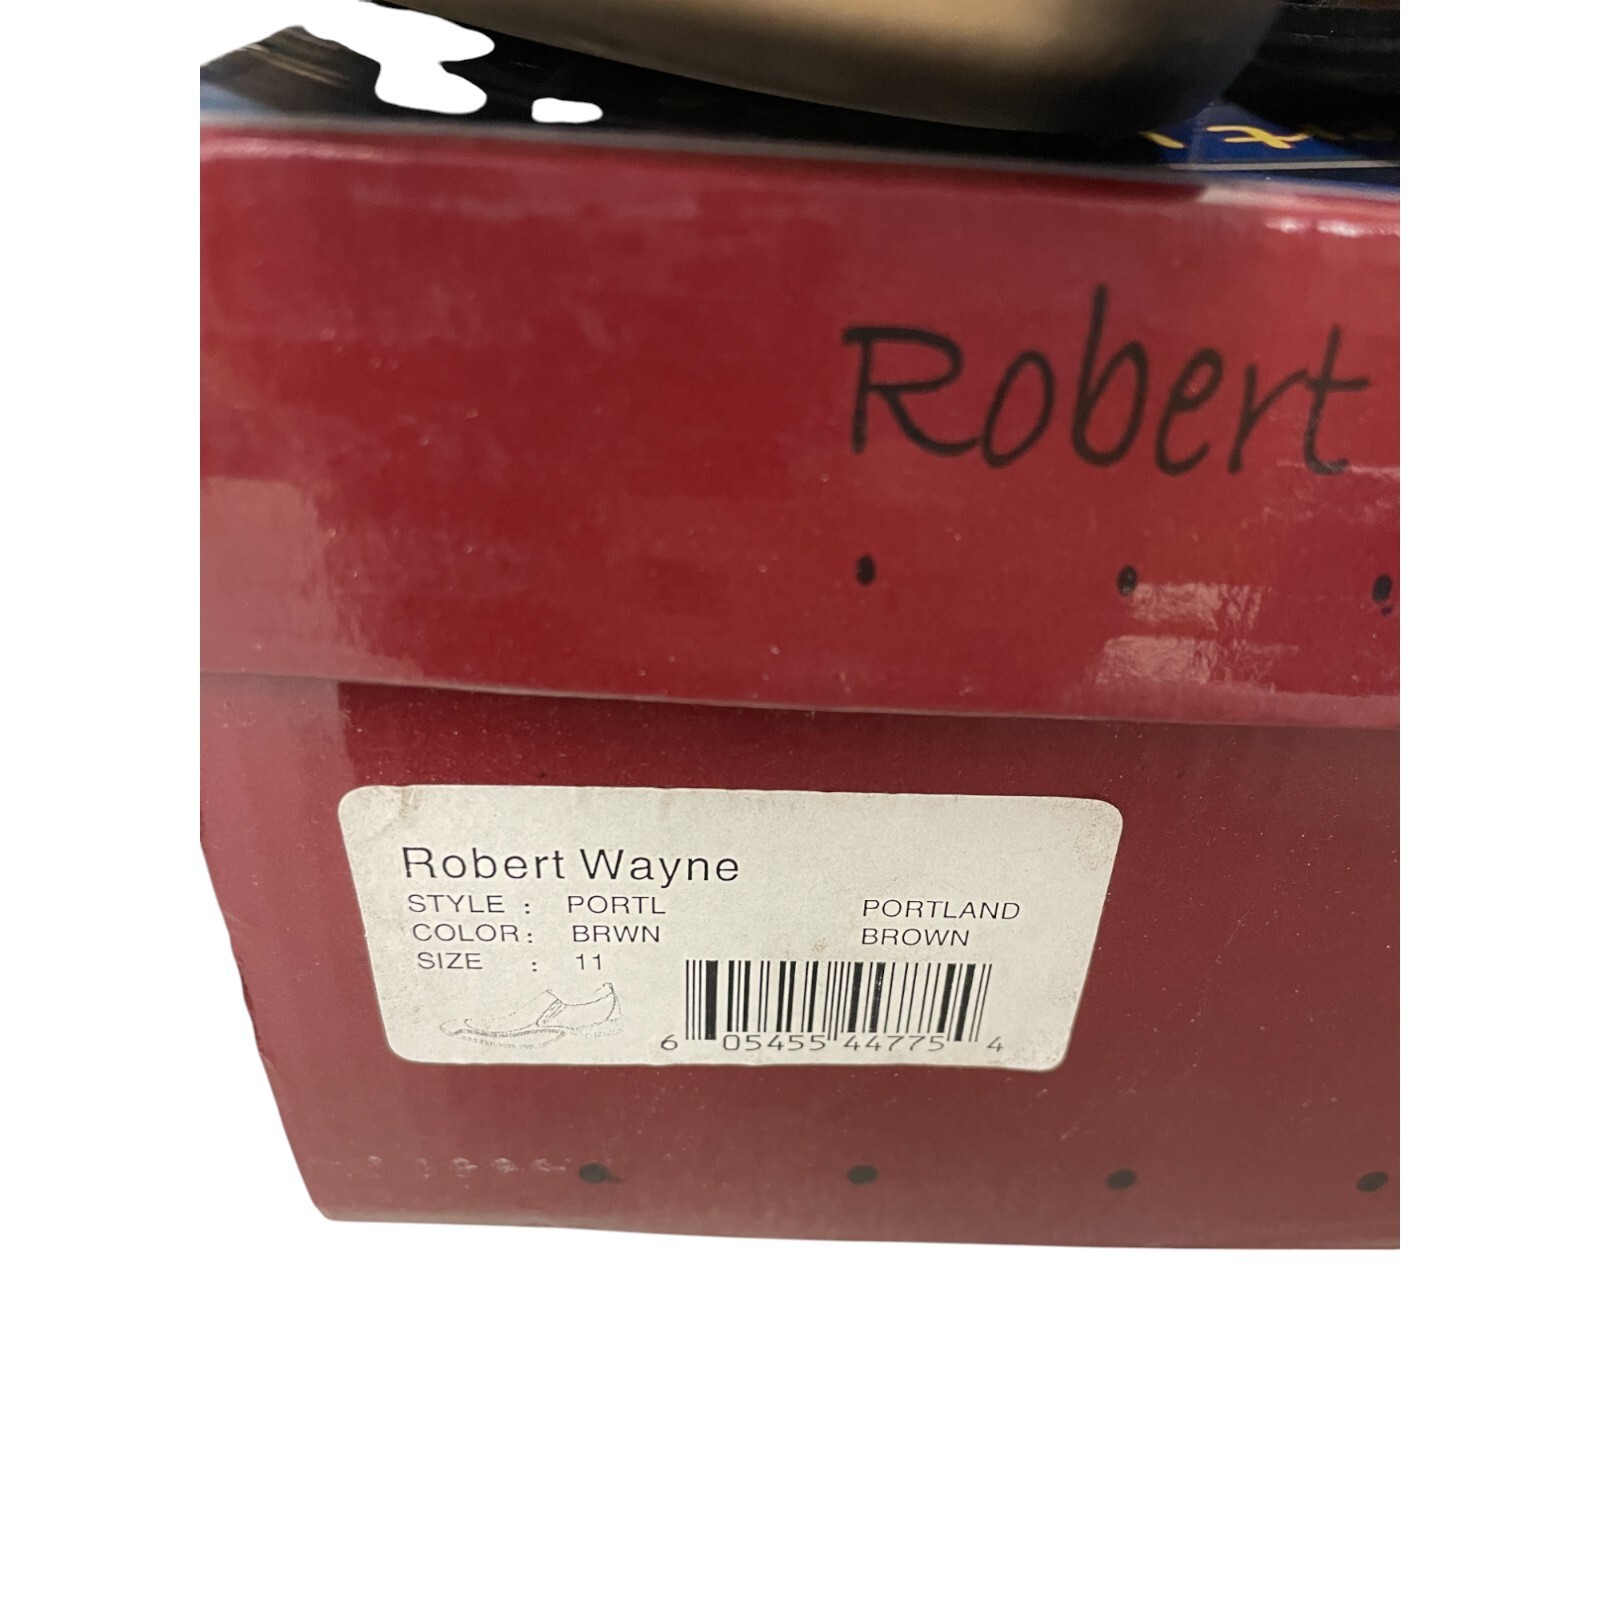 Robert
Robert Wayne
STYLE : PORTL PORTLAND
COLOR: BRWN BROWN
SIZE : 11
6 05455 44775 4